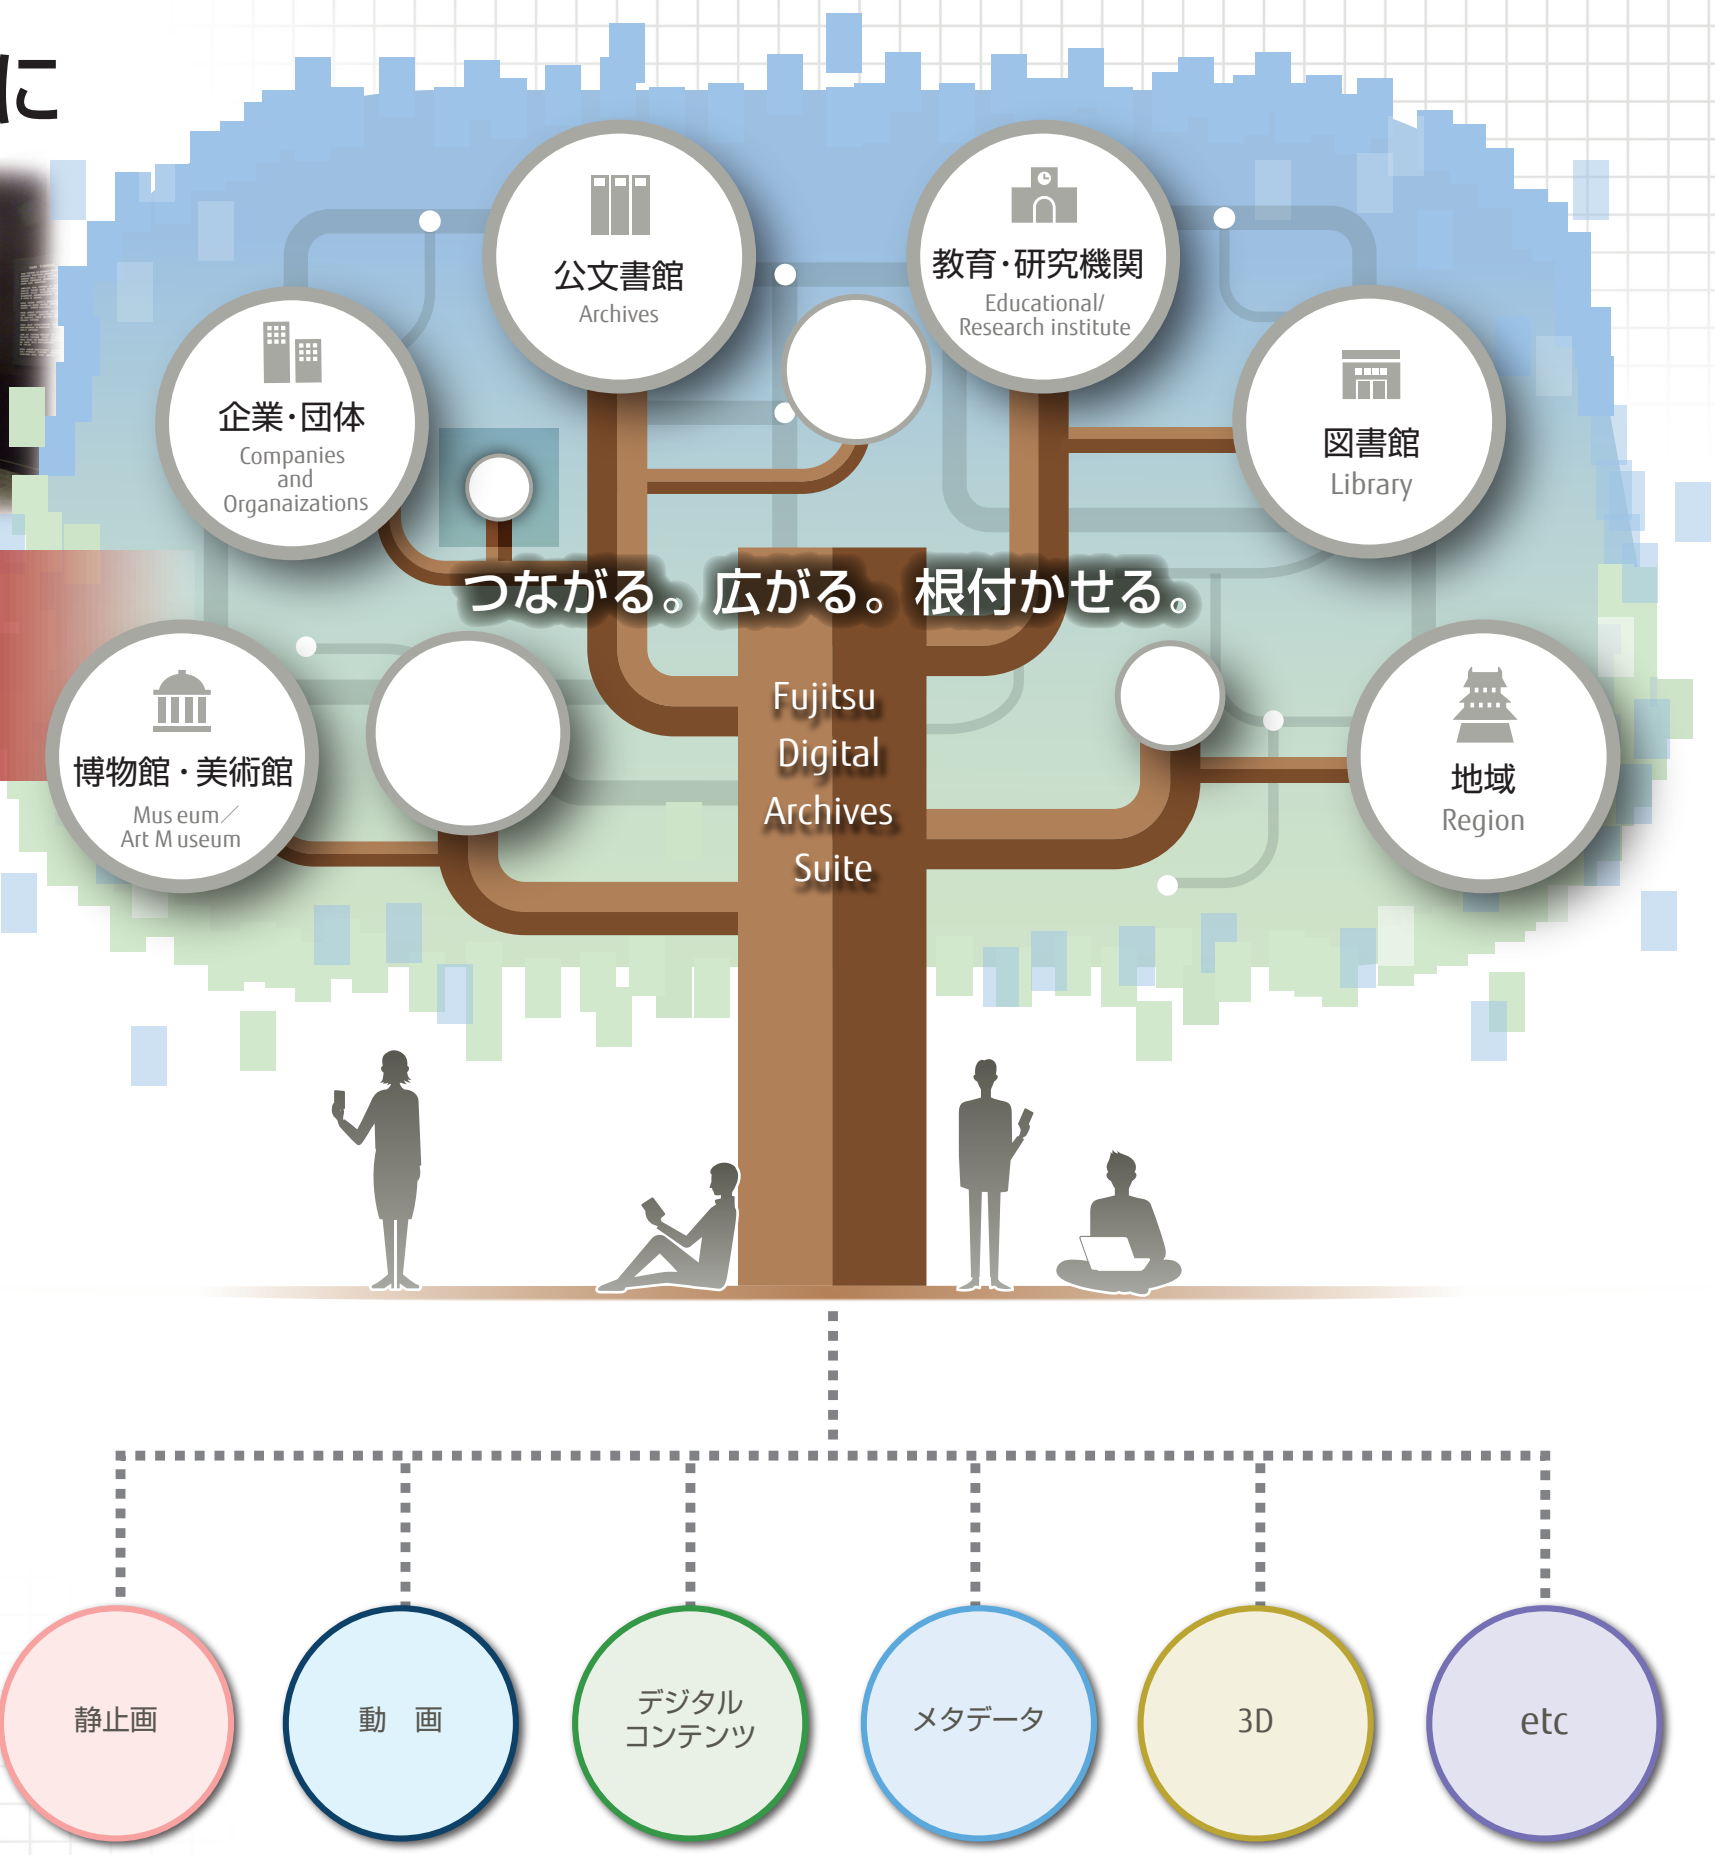 に
公文書館
Archives
教育・研究機関
Educational/
Research institute
企業・団体
Companies
and
Organaizations
図書館
Library
つながる。広がる。根付かせる。
博物館・美術館
Mus eum／
Art M useum
Fujitsu
Digital
Archives
Suite
地域
Region
静止画
動　画
デジタル
コンテンツ
メタデータ
3D
etc